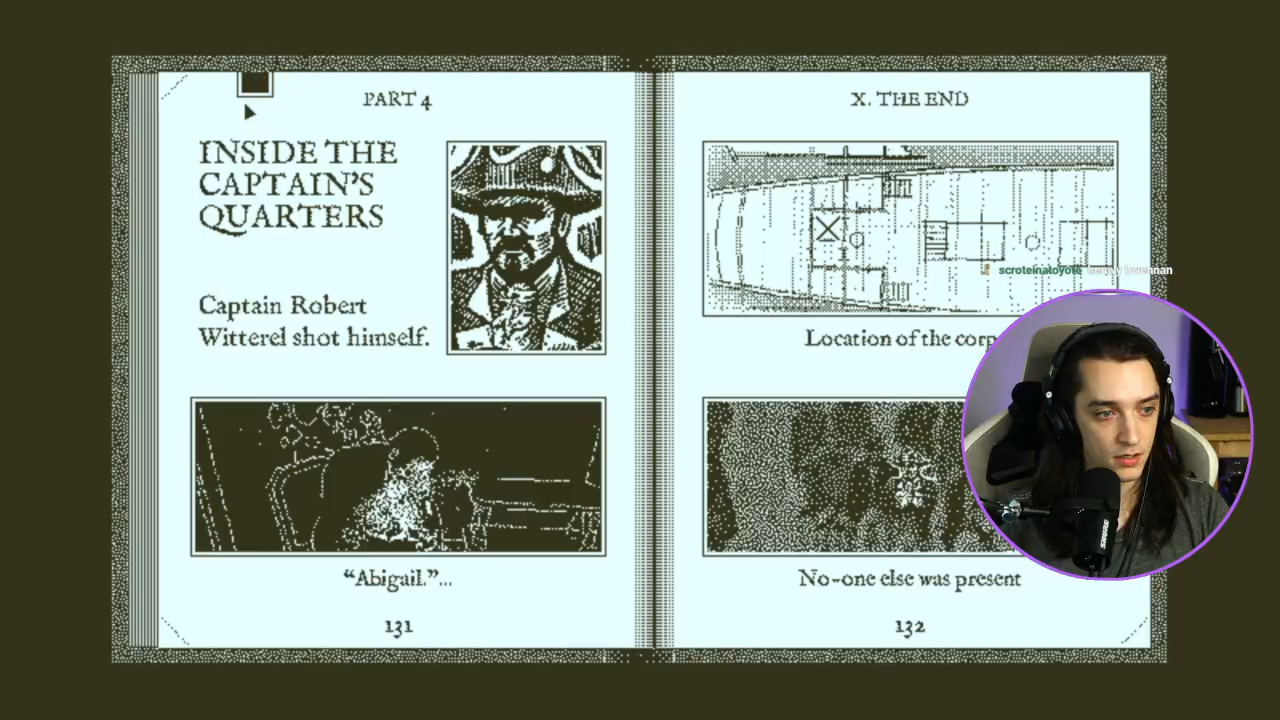 PART 4
INSIDE THE
CAPTAIN'S
QUARTERS
Captain Robert
Witterel shot himself.
"Abigail."...
131
X. THE END
scroteinatoyota
Location of the
No-one else was present
132
SHURE